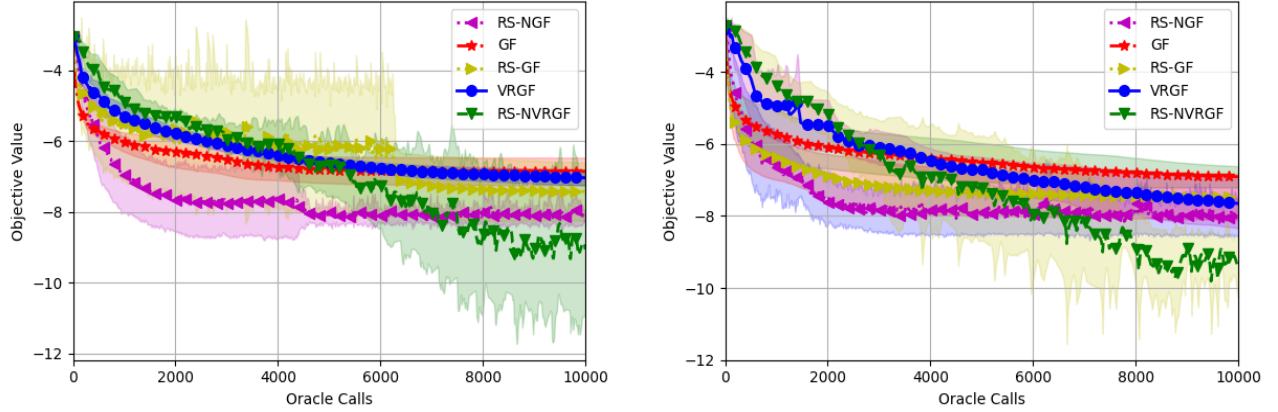 RS-NGF
GF
RS-GF
VRGF
RS-NVRGF
Objective Value
−4
−6
−8
−10
−12
0
2000
4000
6000
8000
10000
Oracle Calls
RS-NGF
GF
RS-GF
VRGF
RS-NVRGF
Objective Value
−4
−6
−8
−10
−12
0
2000
4000
6000
8000
10000
Oracle Calls